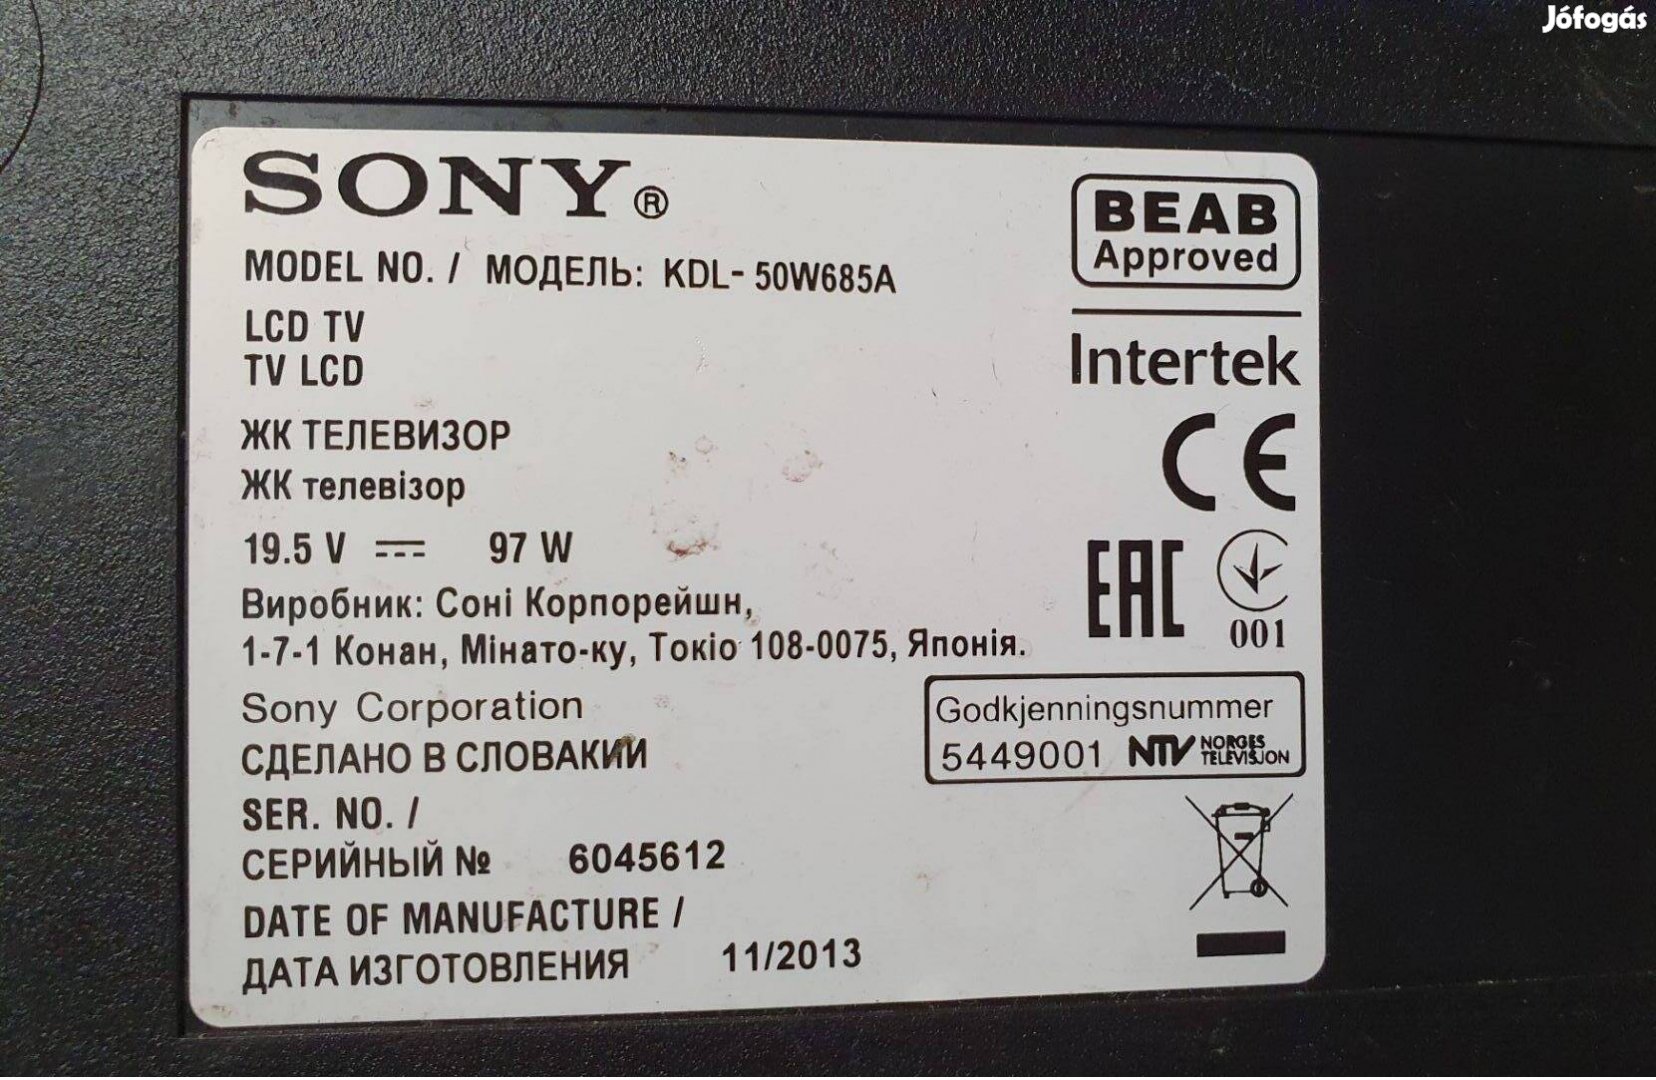 Jófogás
SONY®
MODEL NO. / МОДЕЛЬ: KDL- 50W685A
LCD TV
TV LCD
ЖК ТЕЛЕВИЗОР
ЖК телевізор
19.5 V 97 W
Виробник: Соні Корпорейшн,
1-7-1 Конан, Мінато-ку, Токіо 108-0075, Японія.
Sony Corporation
СДЕЛАНО В СЛОВАКИИ
SER. NO. /
СЕРИЙНЫЙ № 6045612
DATE OF MANUFACTURE /
ДАТА ИЗГОТОВЛЕНИЯ 11/2013
BEAB
Approved
Intertek
CE
EAC
001
Godkjenningsnummer
5449001 NTV NORGES
TELEVISJON